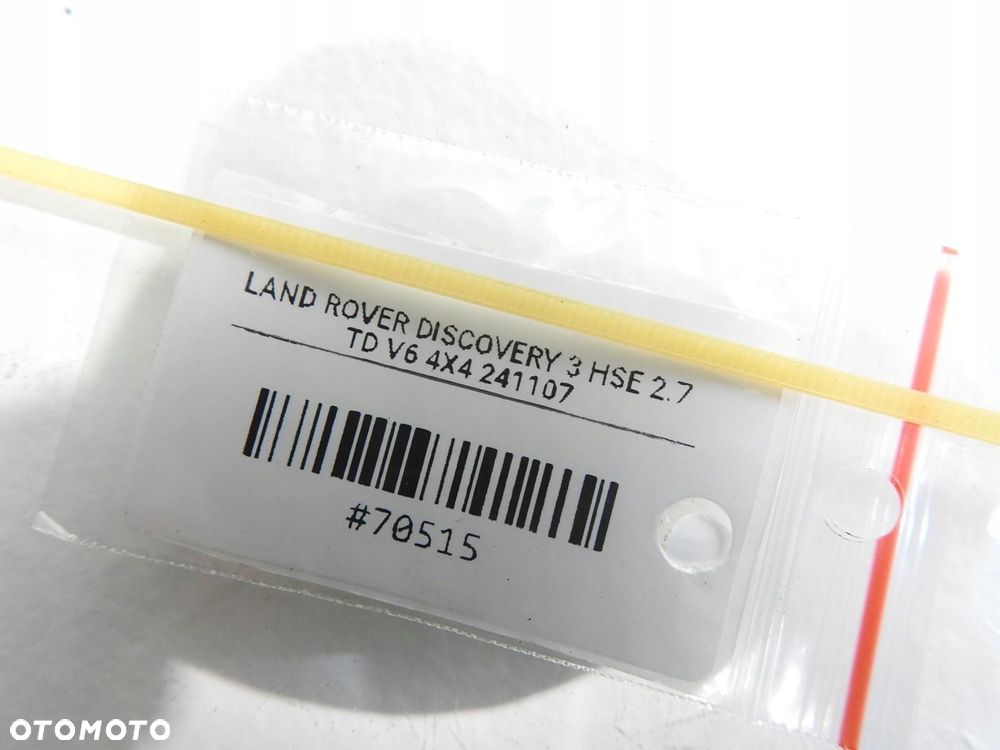 LAND ROVER DISCOVERY 3 HSE 2.7
TD V6 4X4 241107
#70515
OTOMOTO